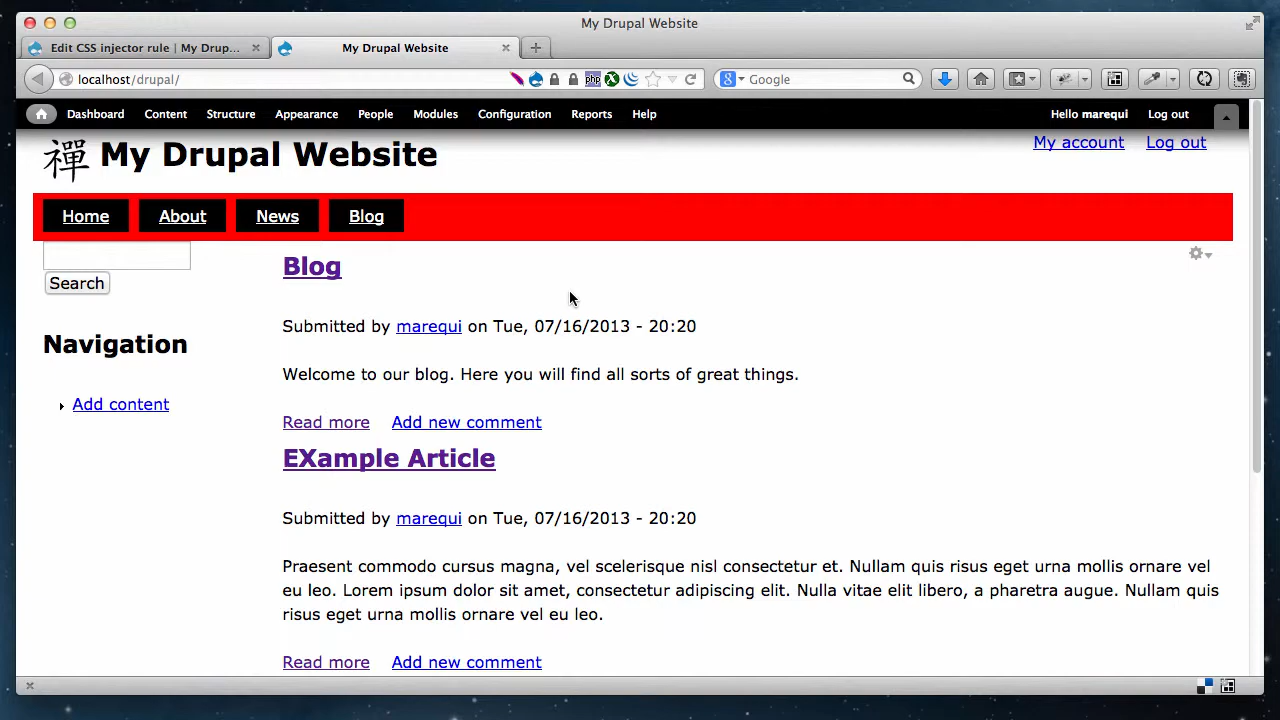 My Drupal Website
Edit CSS injector rule | My Drup...
My Drupal Website
localhost/drupal/
php
Google
Dashboard Content Structure Appearance People Modules Configuration Reports Help Hello marequi Log out
禪 My Drupal Website
My account Log out
Home About News Blog
Search
Navigation
Add content
Blog
Submitted by marequi on Tue, 07/16/2013 - 20:20
Welcome to our blog. Here you will find all sorts of great things.
Read more Add new comment
EXample Article
Submitted by marequi on Tue, 07/16/2013 - 20:20
Praesent commodo cursus magna, vel scelerisque nisl consectetur et. Nullam quis risus eget urna mollis ornare vel
eu leo. Lorem ipsum dolor sit amet, consectetur adipiscing elit. Nulla vitae elit libero, a pharetra augue. Nullam quis
risus eget urna mollis ornare vel eu leo.
Read more Add new comment